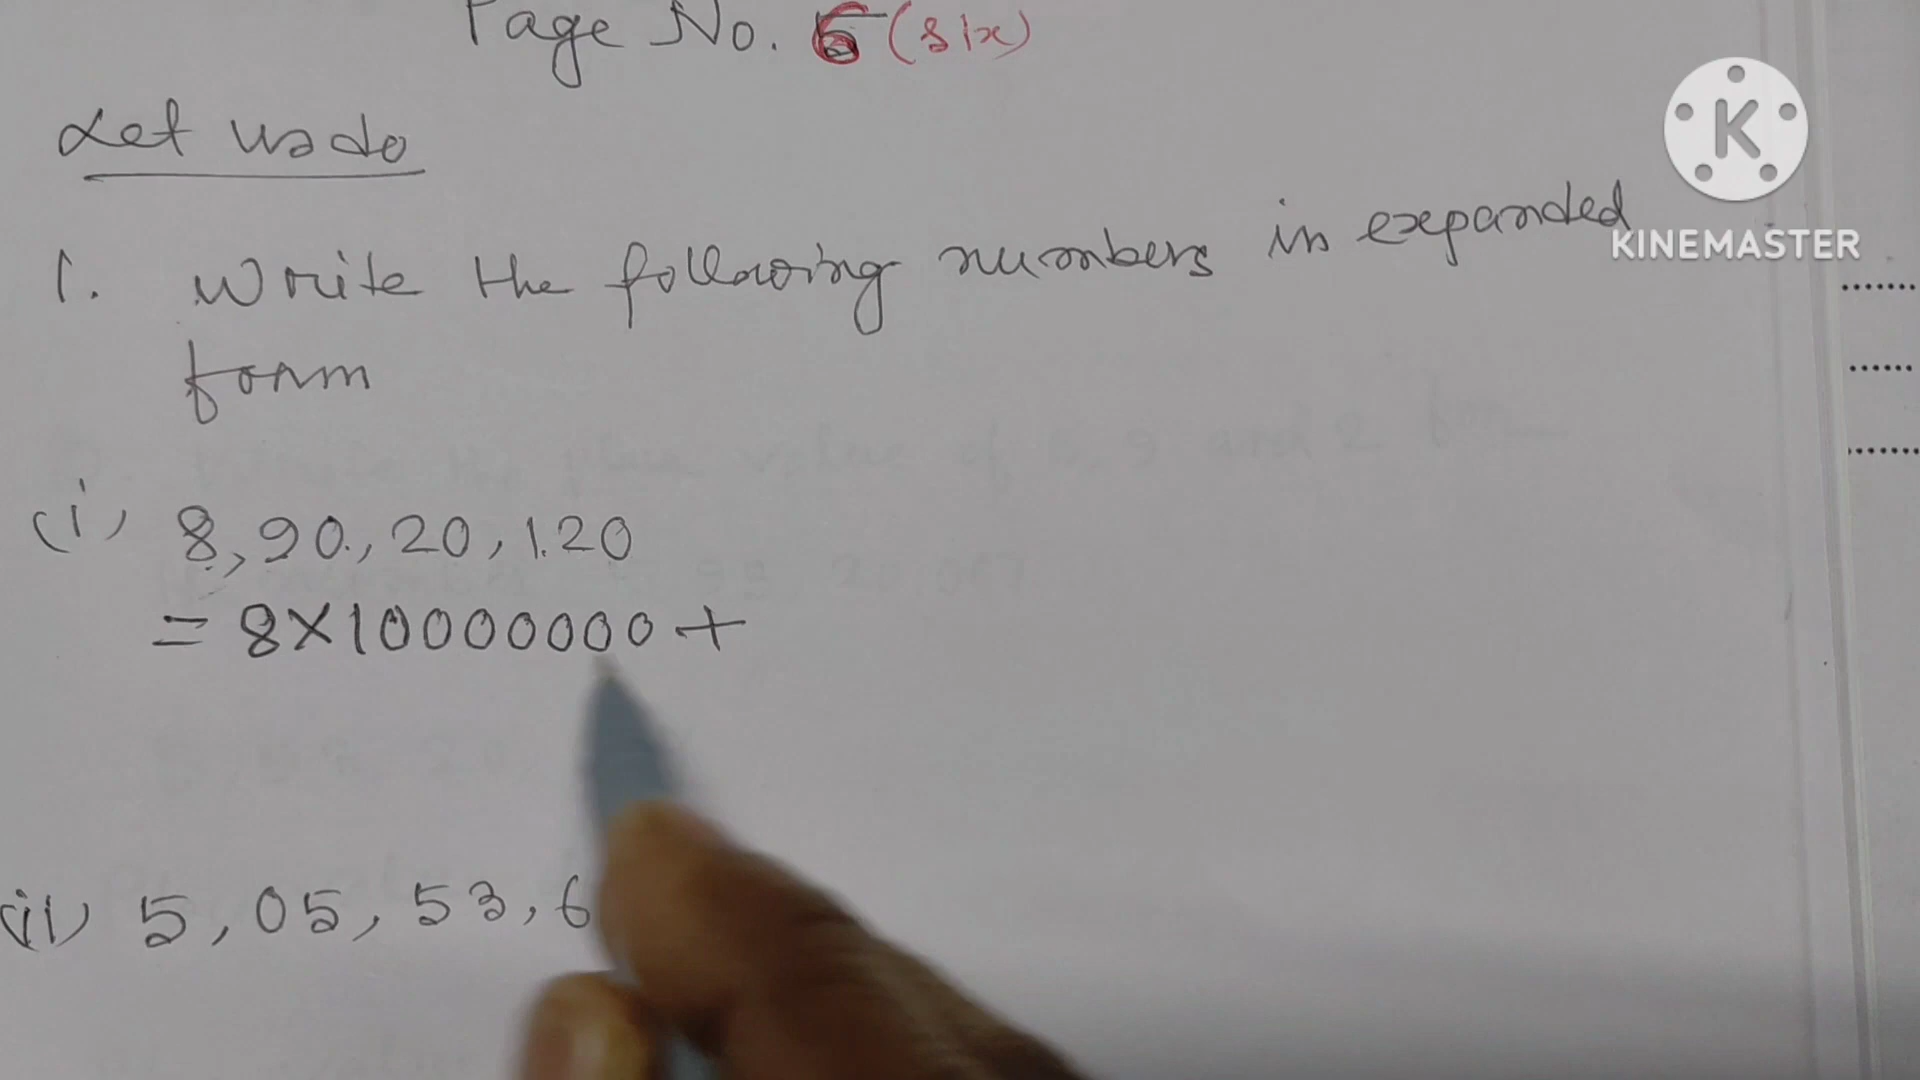 Page No. 6 (six)
Let us do
1. Write the following numbers in expanded
form
(i) 8,90,20,120
= 8×10000000 +
(ii) 5,05,53,6
K
KINEMASTER